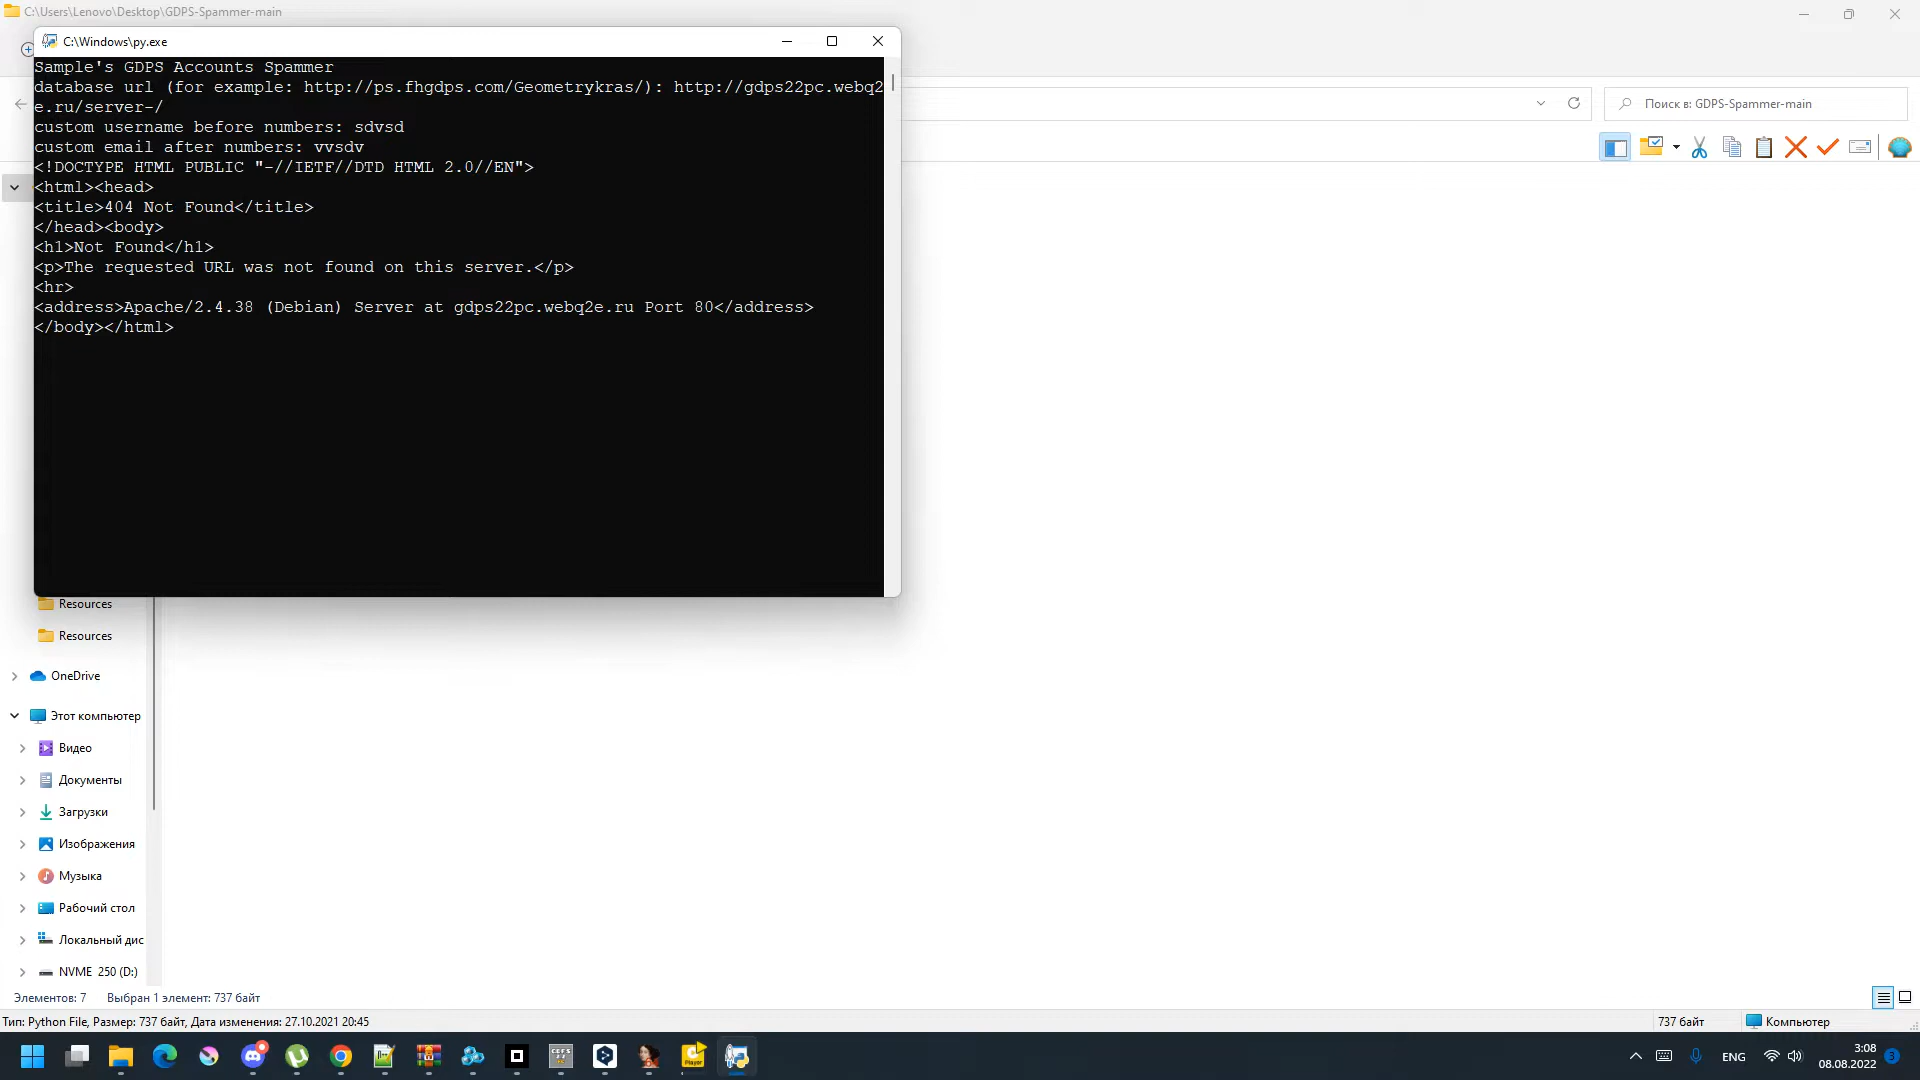 C:\Users\Lenovo\Desktop\GDPS-Spammer-main
C:\Windows\py.exe
Sample's GDPS Accounts Spammer
database url (for example: http://ps.fhgdps.com/Geometrykras/): http://gdps22pc.webq2
e.ru/server-/
custom username before numbers: sdvsd
custom email after numbers: vvsdv
<!DOCTYPE HTML PUBLIC "-//IETF//DTD HTML 2.0//EN">
<html><head>
<title>404 Not Found</title>
</head><body>
<h1>Not Found</h1>
<p>The requested URL was not found on this server.</p>
<hr>
<address>Apache/2.4.38 (Debian) Server at gdps22pc.webq2e.ru Port 80</address>
</body></html>
Поиск в: GDPS-Spammer-main
Resources
Resources
OneDrive
Этот компьютер
Видео
Документы
Загрузки
Изображения
Музыка
Рабочий стол
Локальный дис
NVME 250 (D:)
Элементов: 7 Выбран 1 элемент: 737 байт
Тип: Python File, Размер: 737 байт, Дата изменения: 27.10.2021 20:45
737 байт
Компьютер
ENG
3:08
08.08.2022
3